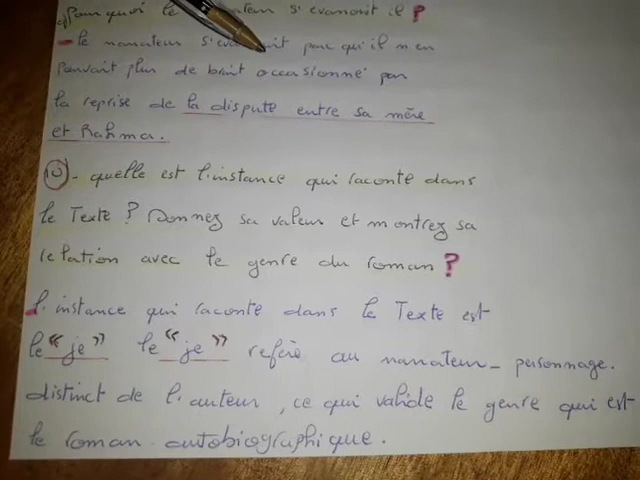 9) Pourquoi le narrateur s'évanouit il ?
- le narrateur s'évanouit parc qu'il n'en
Pouvait plus de bruit occasionné par
la reprise de la dispute entre sa mère
et Rahma.
10 - quelle est l'instance qui raconte dans
le Texte ? Donnez sa valeur et montrez sa
relation avec le genre du roman ?
L'instance qui raconte dans le Texte est
le "je" le "je" refère au narrateur - personnage.
distinct de l'auteur, ce qui valide le genre qui est
le roman autobiographique.